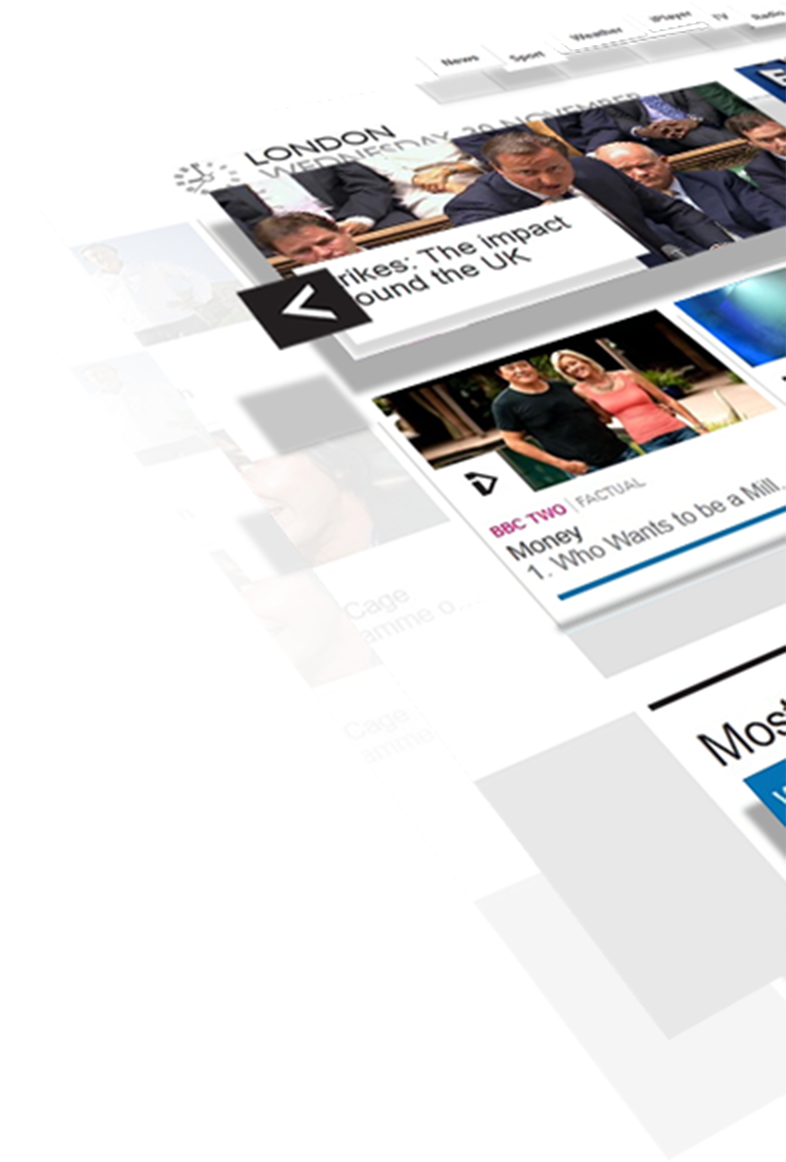 News Sport Weather iPlayer TV Radio
LONDON
WEDNESDAY 30 NOVEMBER
rikes: The impact
ound the UK
BBC TWO | FACTUAL
Money
1. Who Wants to be a Mill...
Cage
amme o...
Cage
amme
Most